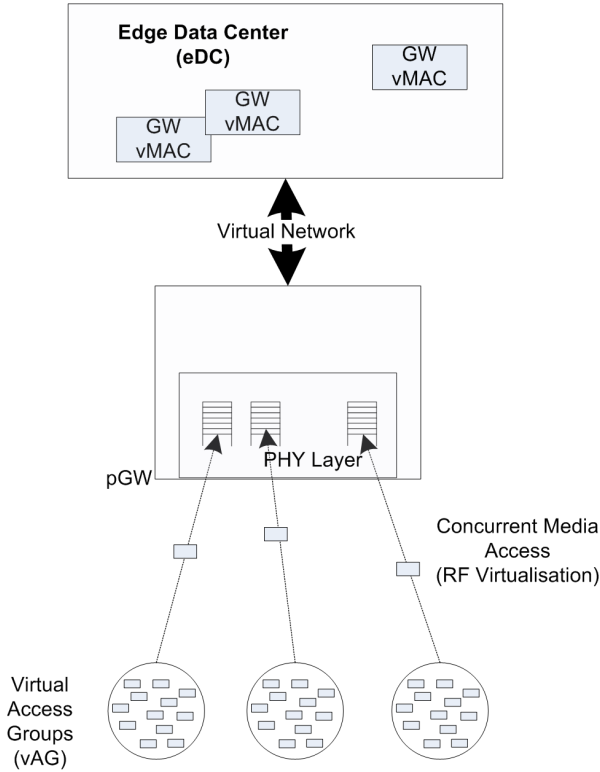 Edge Data Center
(eDC)
GW
vMAC
GW
vMAC
GW
vMAC
Virtual Network
PHY Layer
pGW
Concurrent Media
Access
(RF Virtualisation)
Virtual
Access
Groups
(vAG)